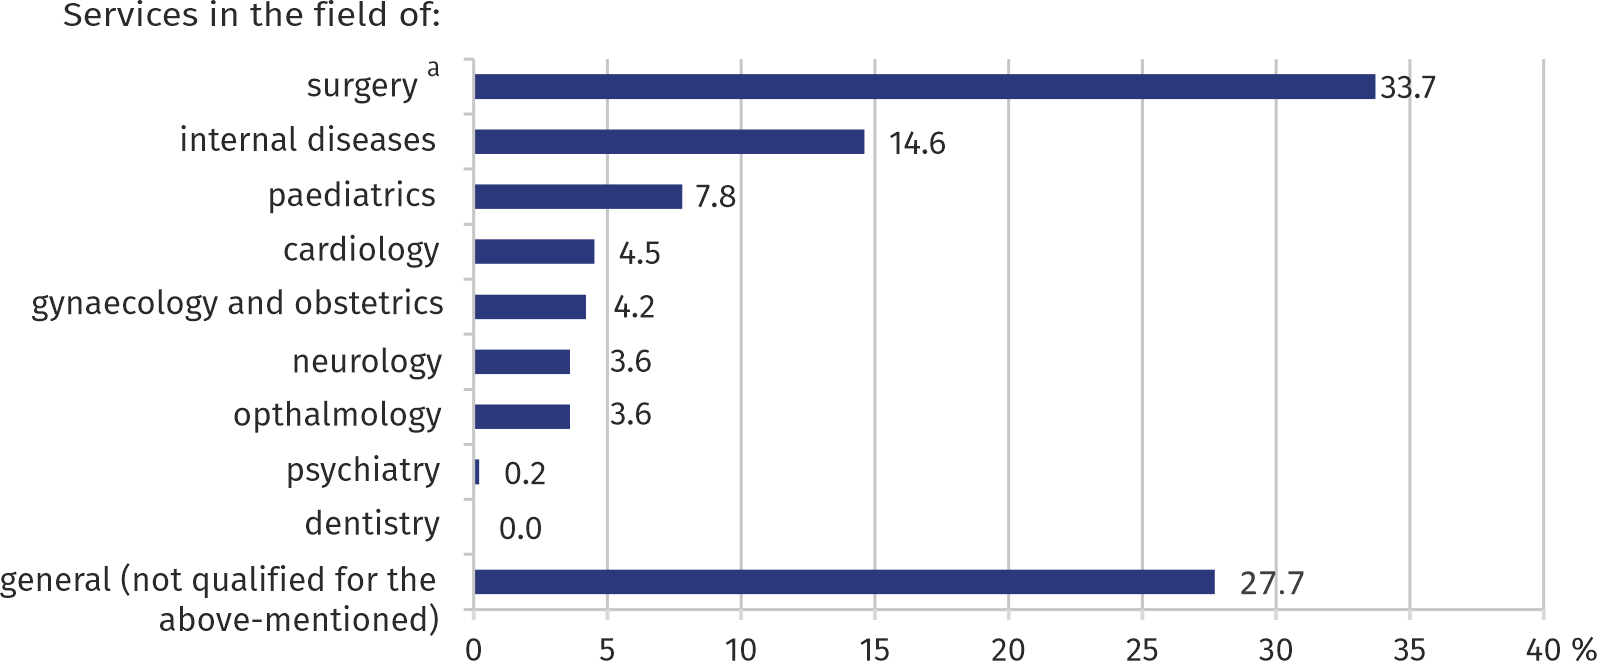 Services in the field of:
surgery a
33.7
internal diseases
14.6
paediatrics
7.8
cardiology
4.5
gynaecology and obstetrics
4.2
neurology
3.6
opthalmology
3.6
psychiatry
0.2
dentistry
0.0
general (not qualified for the
above-mentioned)
27.7
0 5 10 15 20 25 30 35 40 %